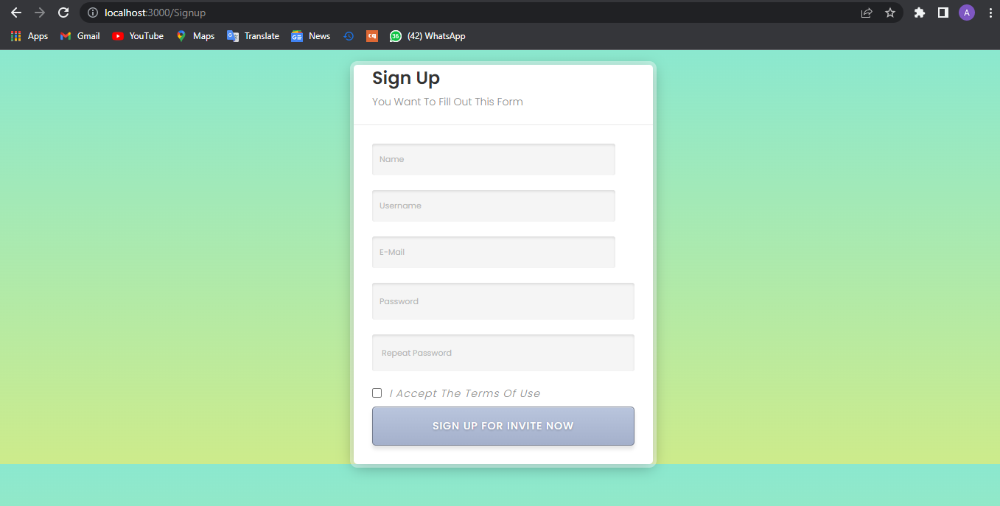 localhost:3000/Signup
A
Apps Gmail YouTube Maps Translate News cq 36 (42) WhatsApp
Sign Up
You Want To Fill Out This Form
Name
Username
E-Mail
Password
Repeat Password
I Accept The Terms Of Use
SIGN UP FOR INVITE NOW